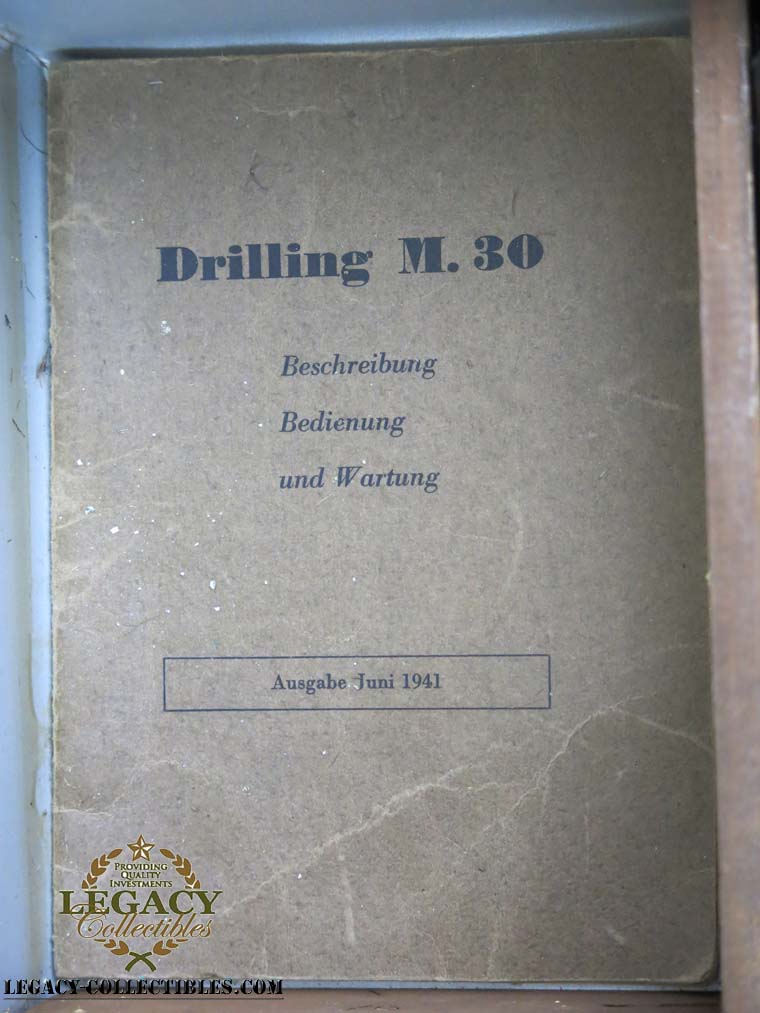 Drilling M. 30
Beschreibung
Bedienung
und Wartung
Ausgabe Juni 1941
PROVIDING
QUALITY
INVESTMENTS
LEGACY
Collectibles
LEGACY-COLLECTIBLES.COM